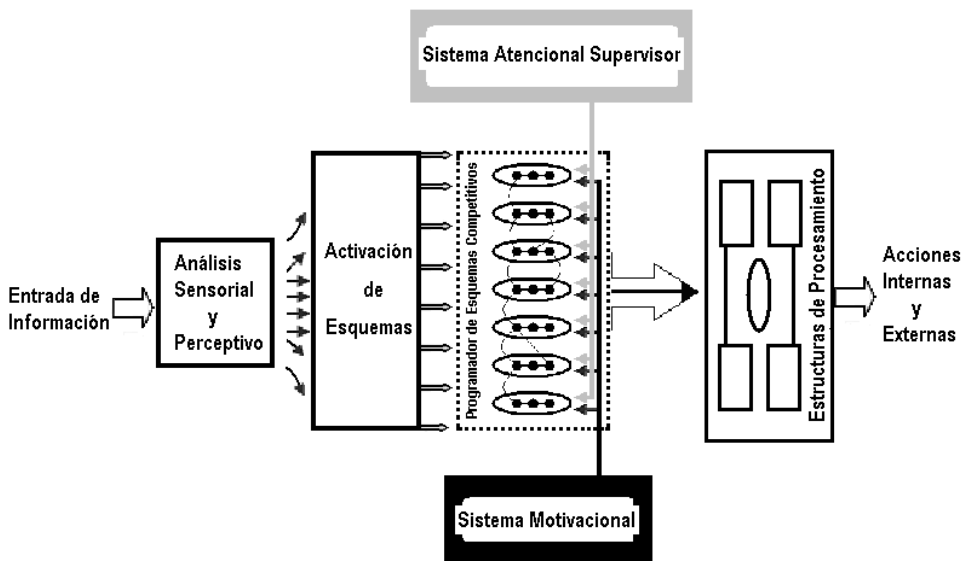 Sistema Atencional Supervisor
Entrada de
Información
Análisis
Sensorial
y
Perceptivo
Activación
de
Esquemas
Programador de Esquemas Competitivos
Estructuras de Procesamiento
Acciones
Internas
y
Externas
Sistema Motivacional